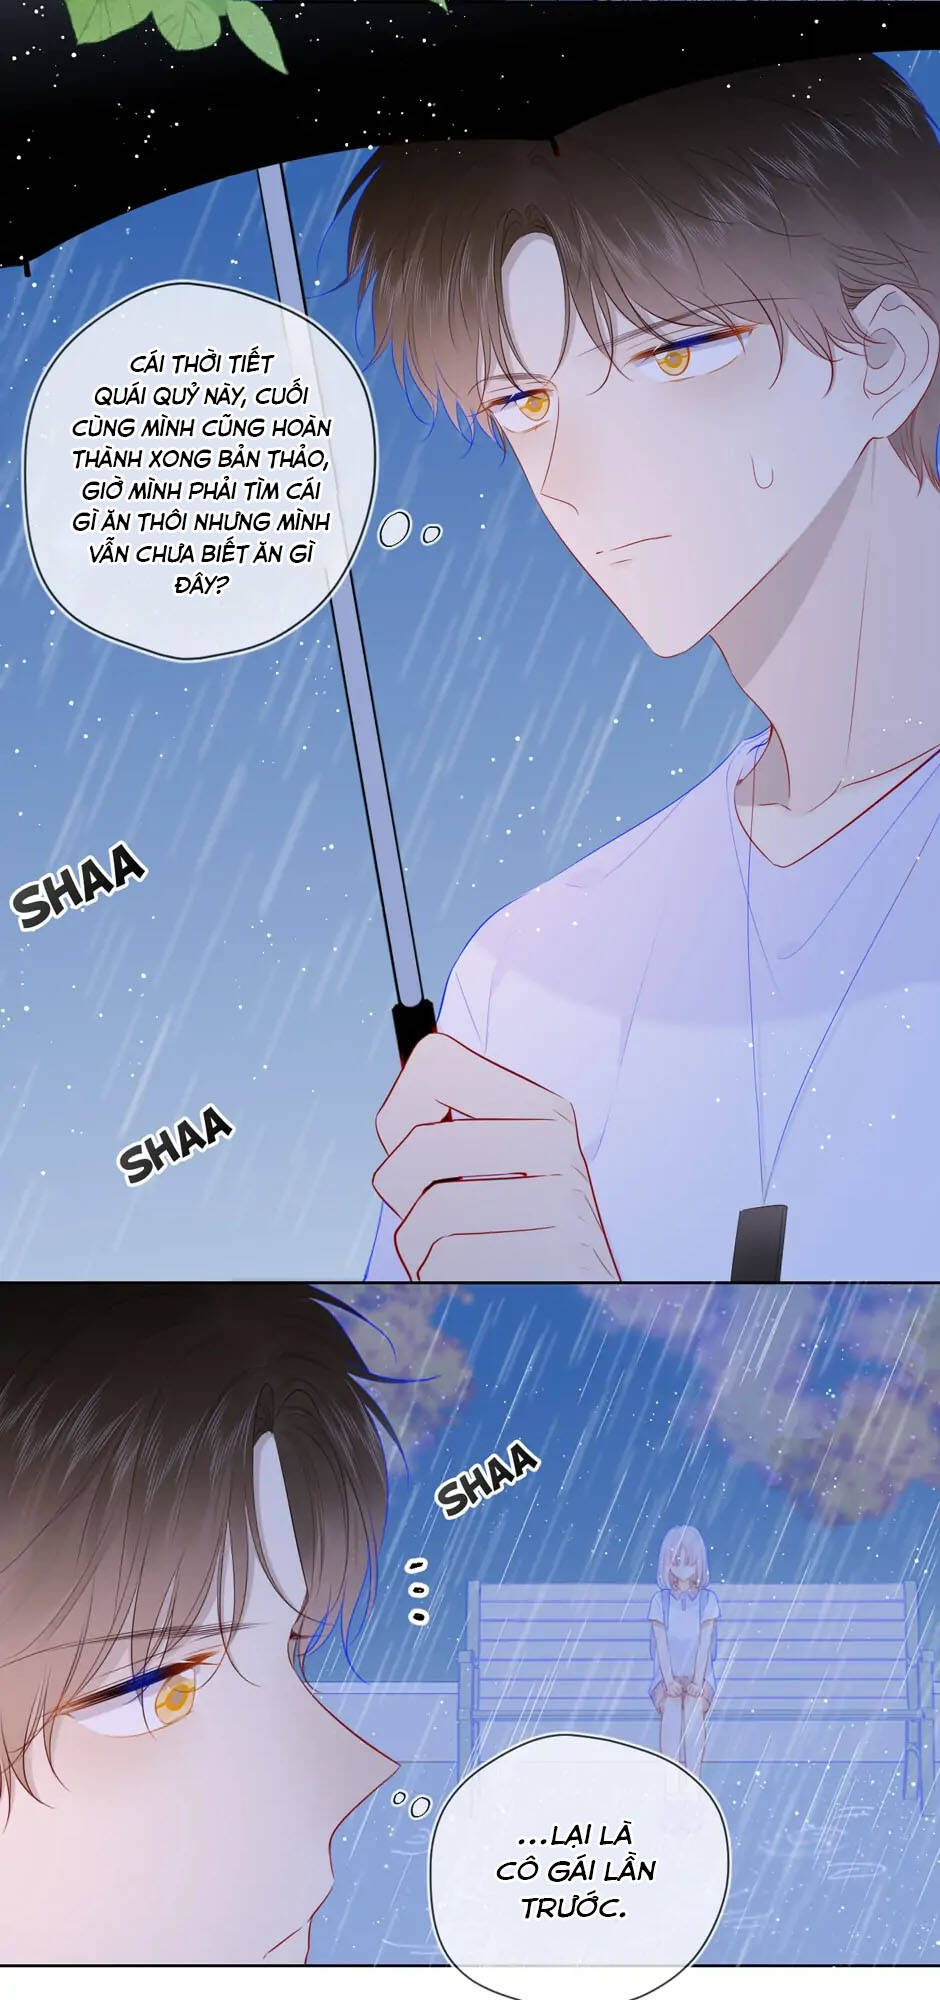 CÁI THỜI TIẾT
QUÁI QUỶ NÀY, CUỐI
CÙNG MÌNH CŨNG HOÀN
THÀNH XONG BẢN THẢO,
GIỜ MÌNH PHẢI TÌM CÁI
GÌ ĂN THÔI NHƯNG MÌNH
VẪN CHƯA BIẾT ĂN GÌ
ĐÂY?
SHAA
SHAA
SHAA
...
...LẠI LÀ
CÔ GÁI LẦN
TRƯỚC.